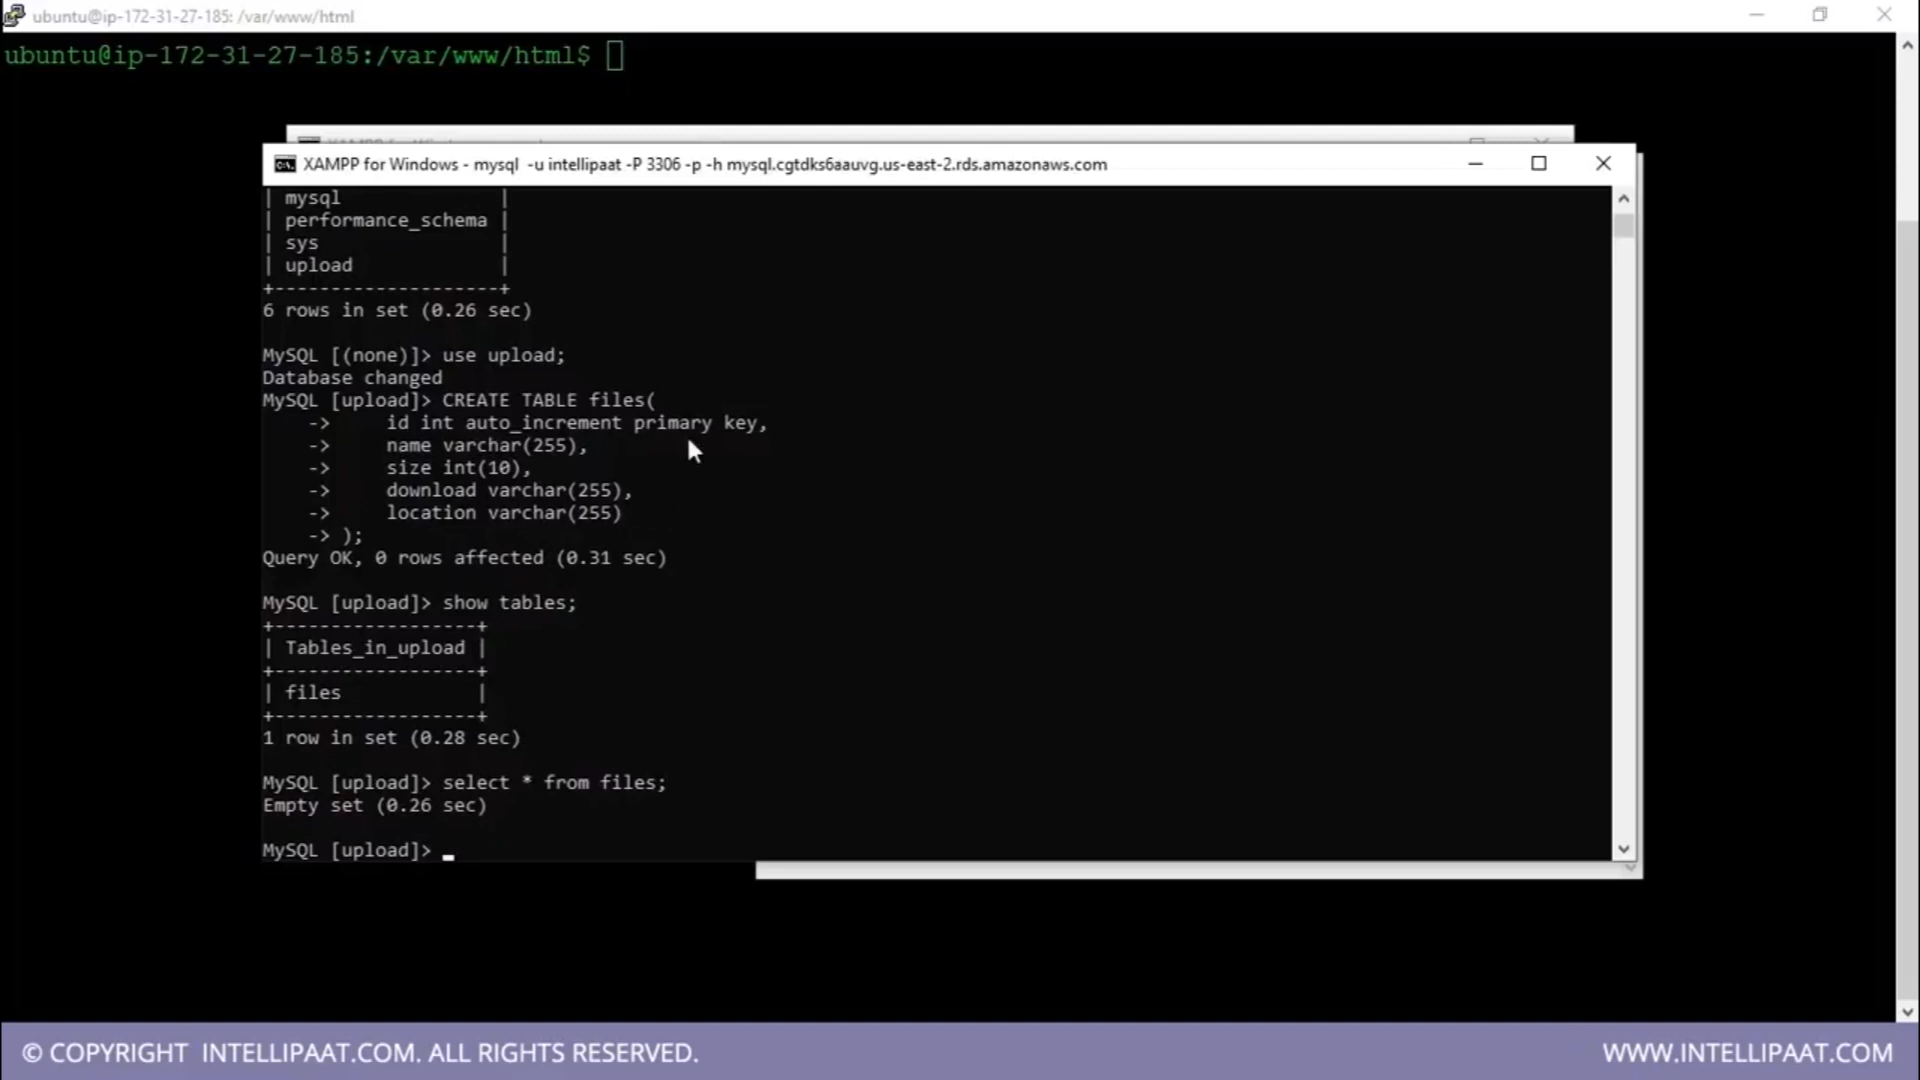 ubuntu@ip-172-31-27-185: /var/www/html
ubuntu@ip-172-31-27-185:/var/www/html$
XAMPP for Windows - mysql  -u intellipaat -P 3306 -p -h mysql.cgtdks6aauvg.us-east-2.rds.amazonaws.com
| mysql              |
| performance_schema |
| sys                |
| upload             |
+--------------------+
6 rows in set (0.26 sec)
MySQL [(none)]> use upload;
Database changed
MySQL [upload]> CREATE TABLE files(
    ->     id int auto_increment primary key,
    ->     name varchar(255),
    ->     size int(10),
    ->     download varchar(255),
    ->     location varchar(255)
    -> );
Query OK, 0 rows affected (0.31 sec)
MySQL [upload]> show tables;
+------------------+
| Tables_in_upload |
+------------------+
| files            |
+------------------+
1 row in set (0.28 sec)
MySQL [upload]> select * from files;
Empty set (0.26 sec)
MySQL [upload]>
© COPYRIGHT INTELLIPAAT.COM. ALL RIGHTS RESERVED.
WWW.INTELLIPAAT.COM